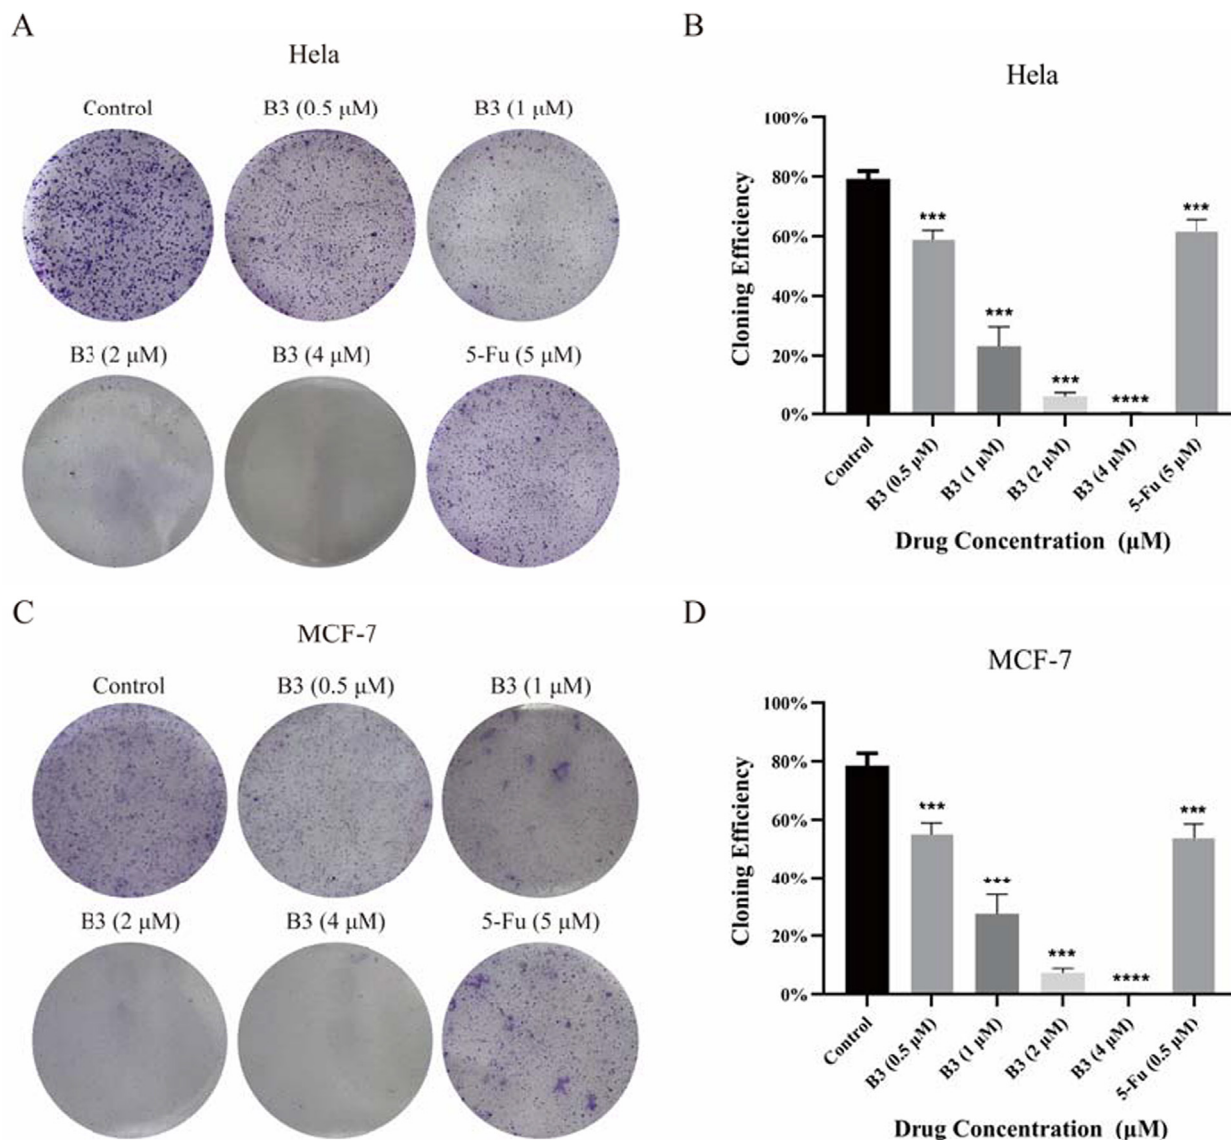 A
Hela
Control B3 (0.5 μM) B3 (1 μM)
B3 (2 μM) B3 (4 μM) 5-Fu (5 μM)
B
Hela
Cloning Efficiency
100%
80%
60%
40%
20%
0%
***
***
***
****
***
Control
B3 (0.5 μM)
B3 (1 μM)
B3 (2 μM)
B3 (4 μM)
5-Fu (5 μM)
Drug Concentration (μM)
C
MCF-7
Control B3 (0.5 μM) B3 (1 μM)
B3 (2 μM) B3 (4 μM) 5-Fu (5 μM)
D
MCF-7
Cloning Efficiency
100%
80%
60%
40%
20%
0%
***
***
***
****
***
Control
B3 (0.5 μM)
B3 (1 μM)
B3 (2 μM)
B3 (4 μM)
5-Fu (0.5 μM)
Drug Concentration (μM)